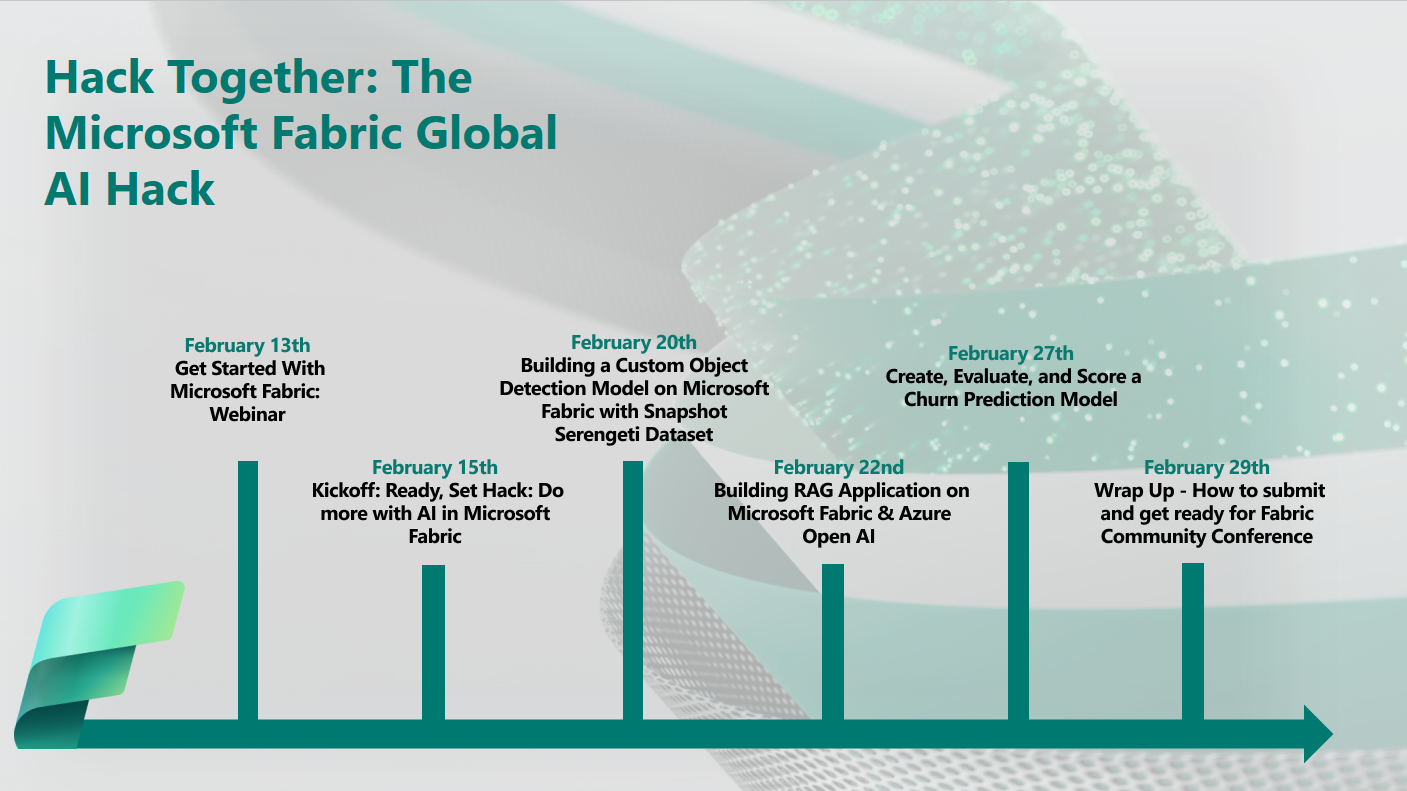 Hack Together: The
Microsoft Fabric Global
AI Hack
February 13th
Get Started With
Microsoft Fabric:
Webinar
February 15th
Kickoff: Ready, Set Hack: Do
more with AI in Microsoft
Fabric
February 20th
Building a Custom Object
Detection Model on Microsoft
Fabric with Snapshot
Serengeti Dataset
February 22nd
Building RAG Application on
Microsoft Fabric & Azure
Open AI
February 27th
Create, Evaluate, and Score a
Churn Prediction Model
February 29th
Wrap Up - How to submit
and get ready for Fabric
Community Conference